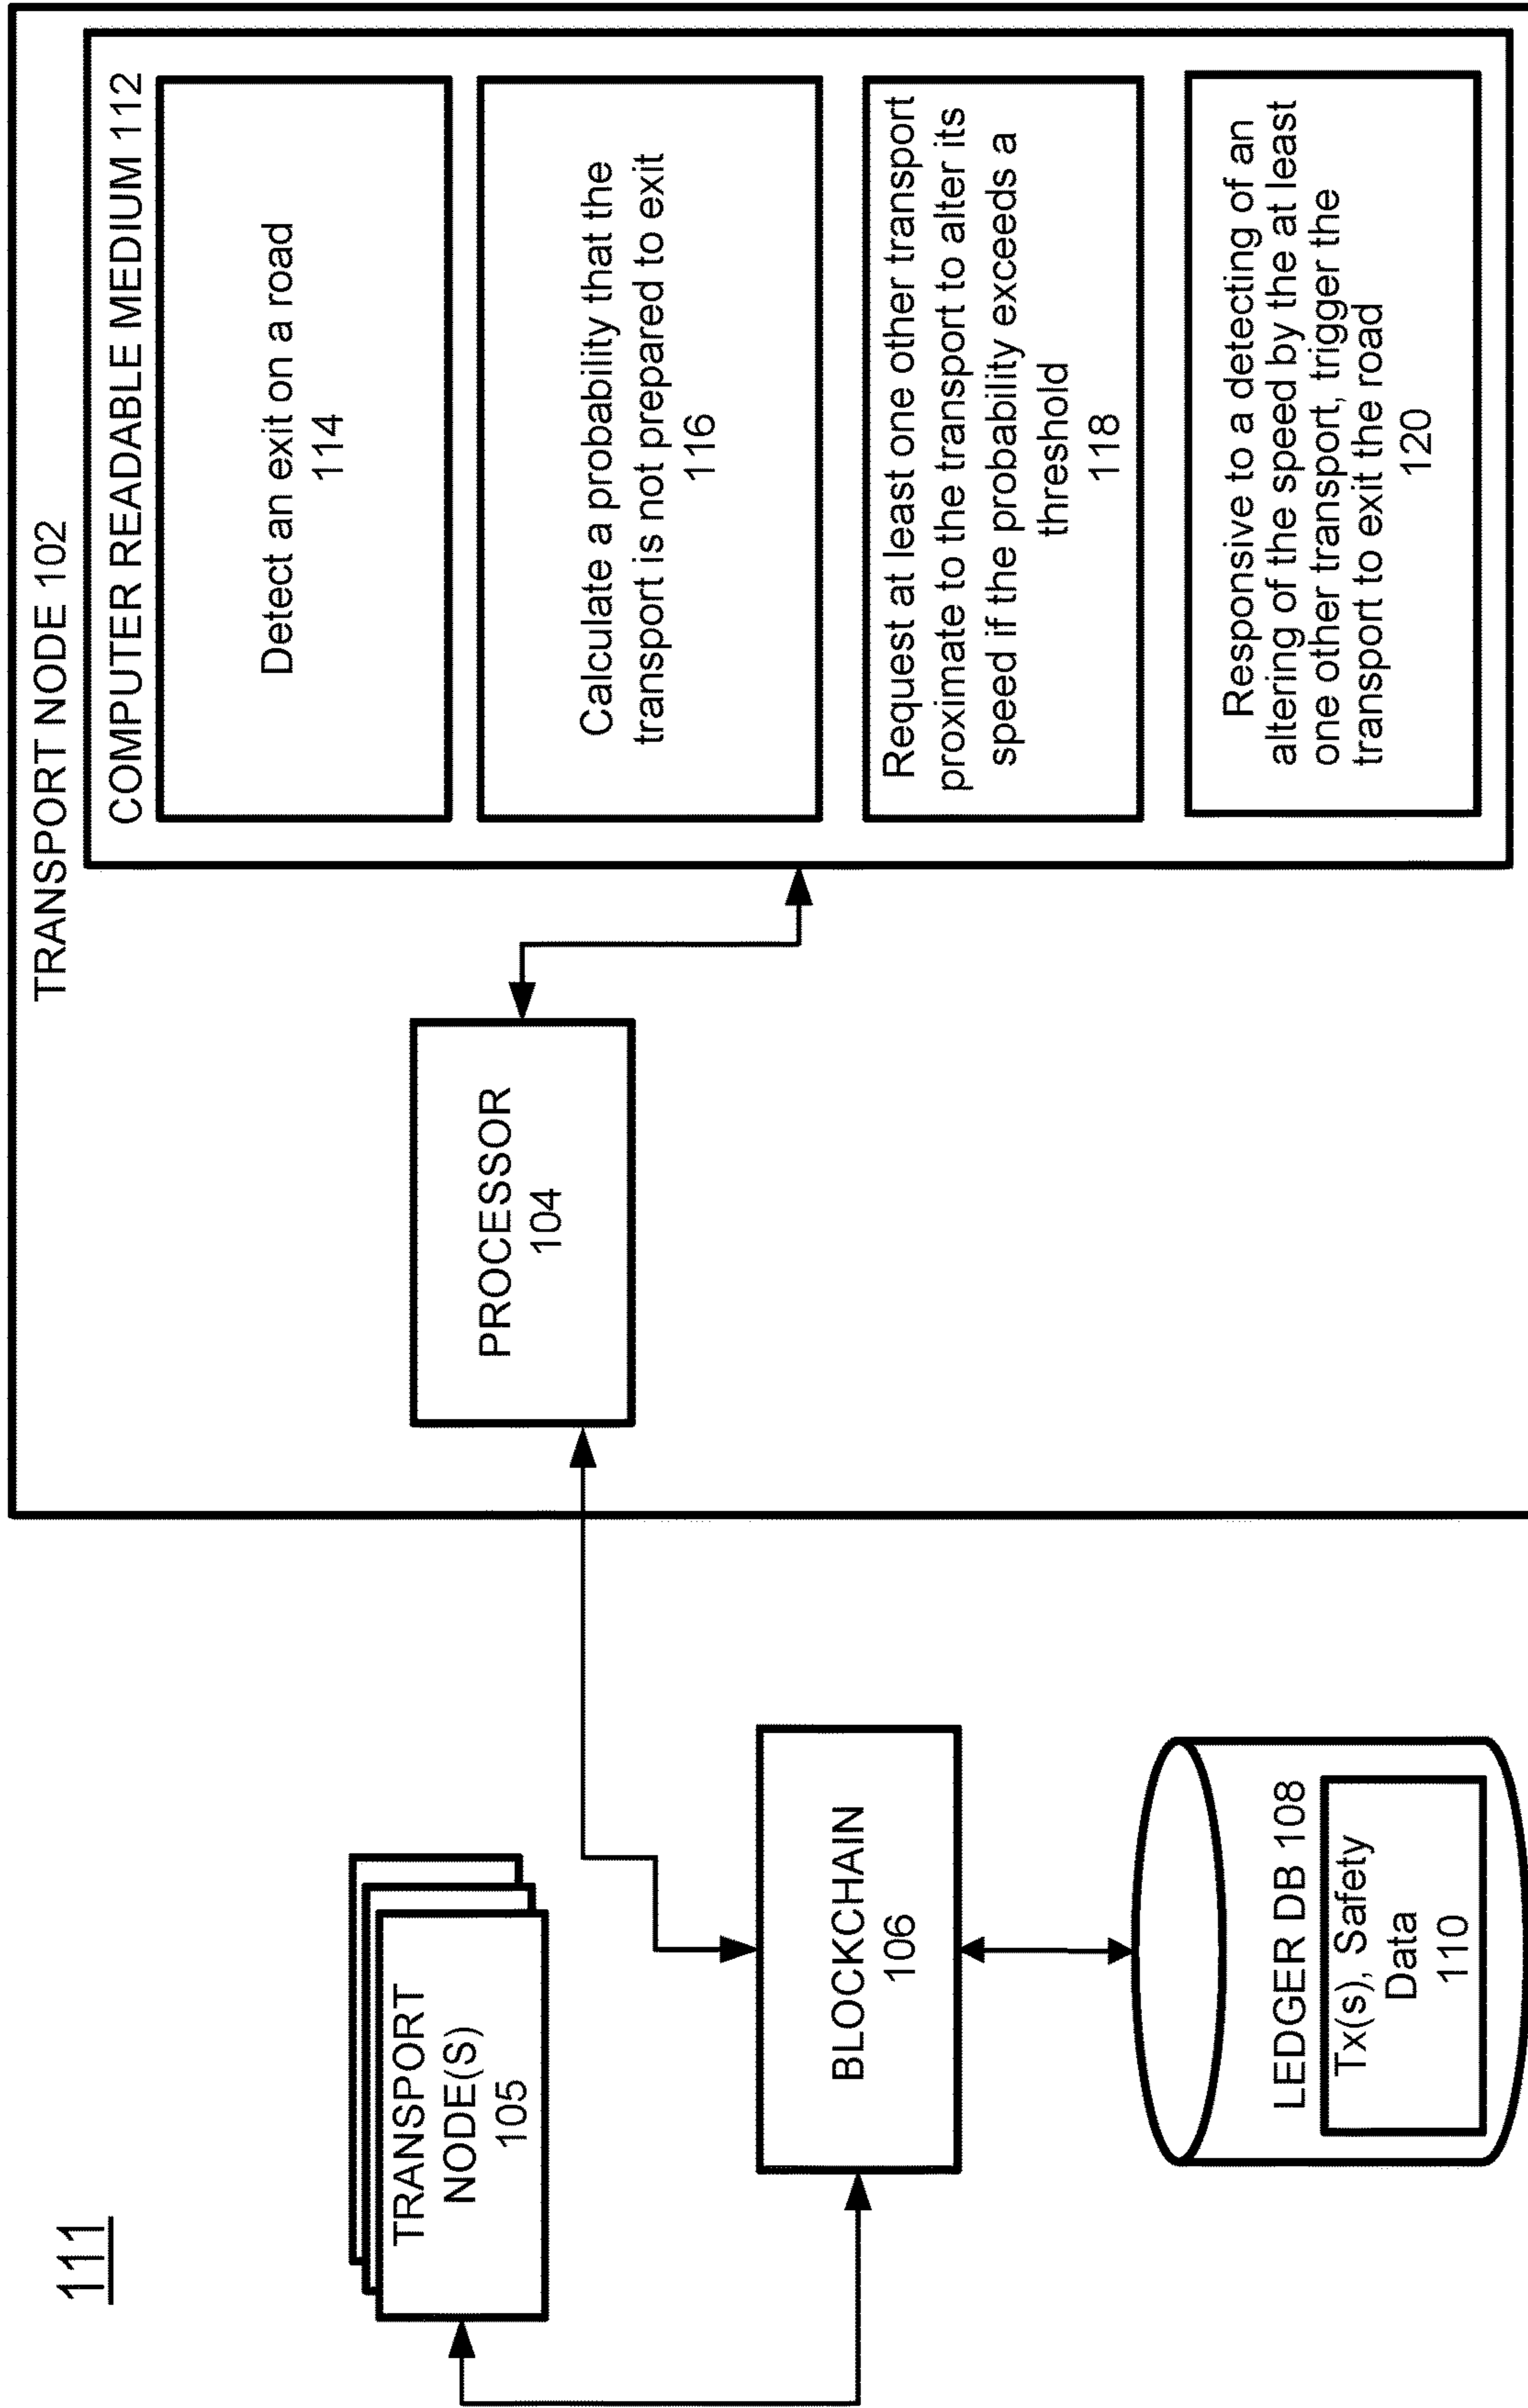 111
TRANSPORT NODE 102
COMPUTER READABLE MEDIUM 112
Detect an exit on a road
114
Calculate a probability that the
transport is not prepared to exit
116
Request at least one other transport
proximate to the transport to alter its
speed if the probability exceeds a
threshold
118
Responsive to a detecting of an
altering of the speed by the at least
one other transport, trigger the
transport to exit the road
120
PROCESSOR
104
TRANSPORT
NODE(S)
105
BLOCKCHAIN
106
LEDGER DB 108
Tx(s), Safety
Data
110